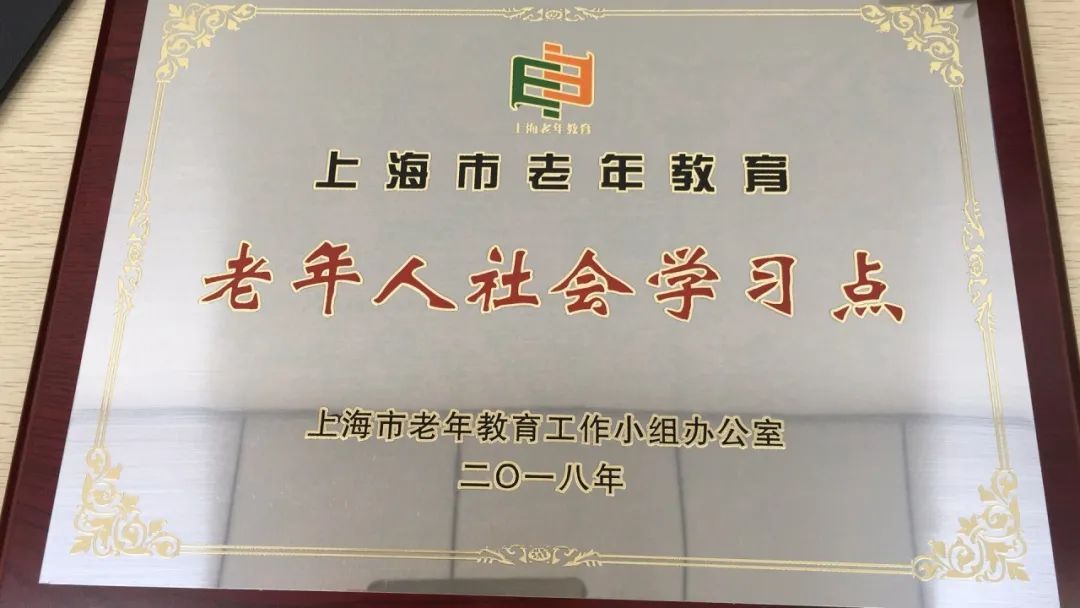 上海老年教育
上海市老年教育
老年人社会学习点
上海市老年教育工作小组办公室
二〇一八年